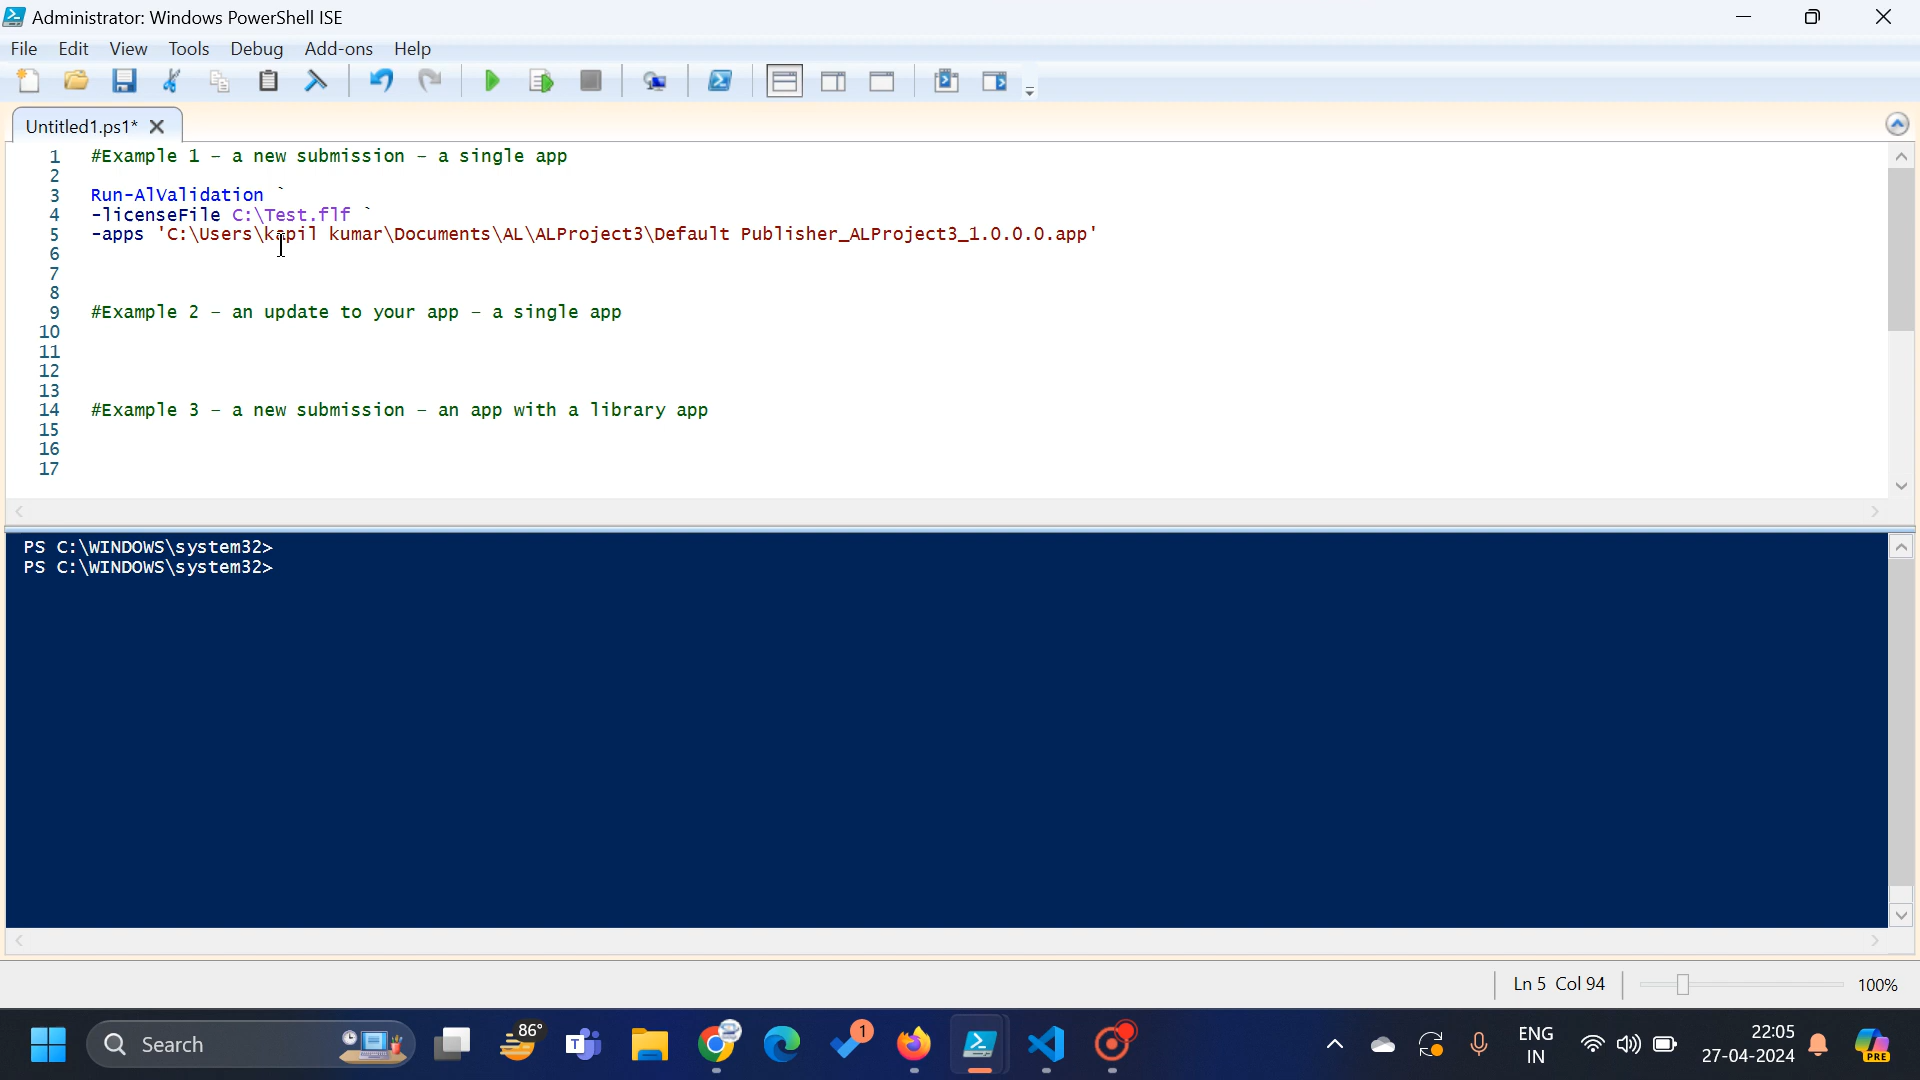 Administrator: Windows PowerShell ISE
File Edit View Tools Debug Add-ons Help
Untitled1.ps1*
1 #Example 1 - a new submission - a single app
2
3 Run-AlValidation `
4 -licenseFile C:\Test.flf `
5 -apps 'C:\Users\kapil kumar\Documents\AL\ALProject3\Default Publisher_ALProject3_1.0.0.0.app'
6
7
8
9 #Example 2 - an update to your app - a single app
10
11
12
13
14 #Example 3 - a new submission - an app with a library app
15
16
17
PS C:\WINDOWS\system32>
PS C:\WINDOWS\system32>
Ln 5 Col 94 100%
Search 86° 1 ENG IN 22:05 27-04-2024 PRE